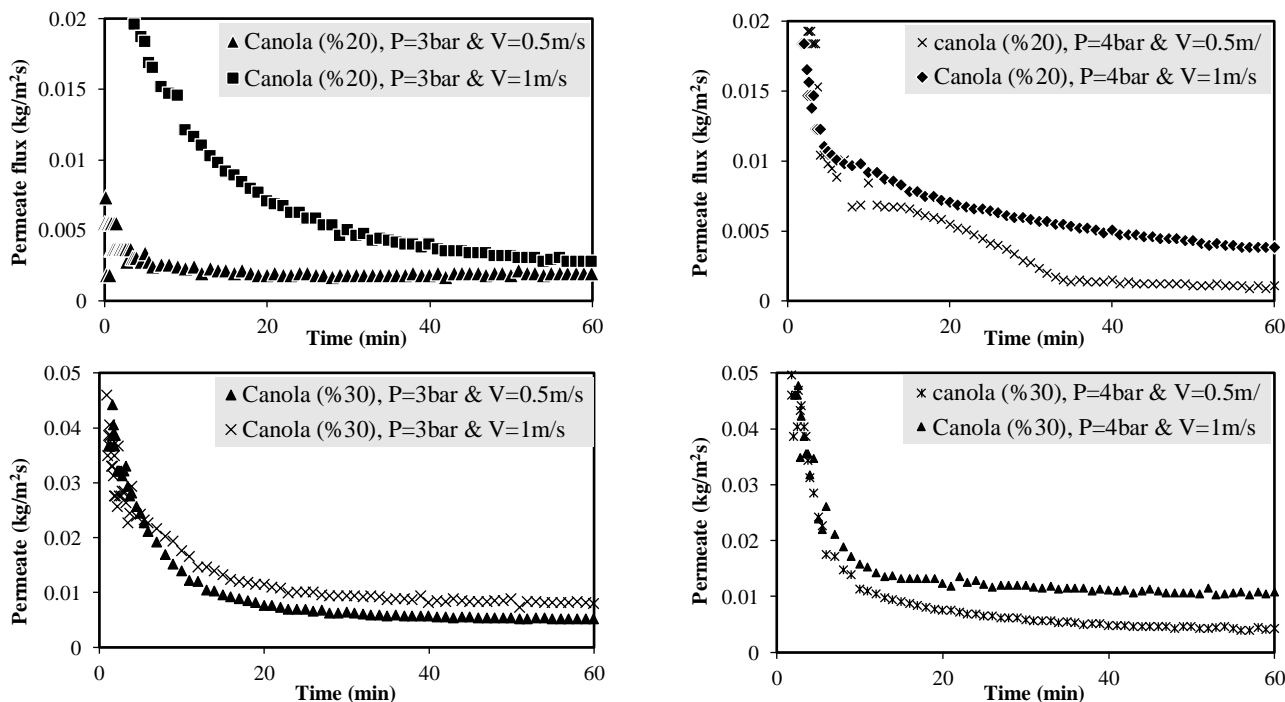 Permeate flux (kg/m²s)
0.02
0.015
0.01
0.005
0
Canola (%20), P=3bar & V=0.5m/s
Canola (%20), P=3bar & V=1m/s
0 20 40 60
Time (min)
Permeate flux (kg/m²s)
0.02
0.015
0.01
0.005
0
canola (%20), P=4bar & V=0.5m/
Canola (%20), P=4bar & V=1m/s
0 20 40 60
Time (min)
Permeate (kg/m²s)
0.05
0.04
0.03
0.02
0.01
0
Canola (%30), P=3bar & V=0.5m/s
Canola (%30), P=3bar & V=1m/s
0 20 40 60
Time (min)
Permeate (kg/m²s)
0.05
0.04
0.03
0.02
0.01
0
canola (%30), P=4bar & V=0.5m/
Canola (%30), P=4bar & V=1m/s
0 20 40 60
Time (min)